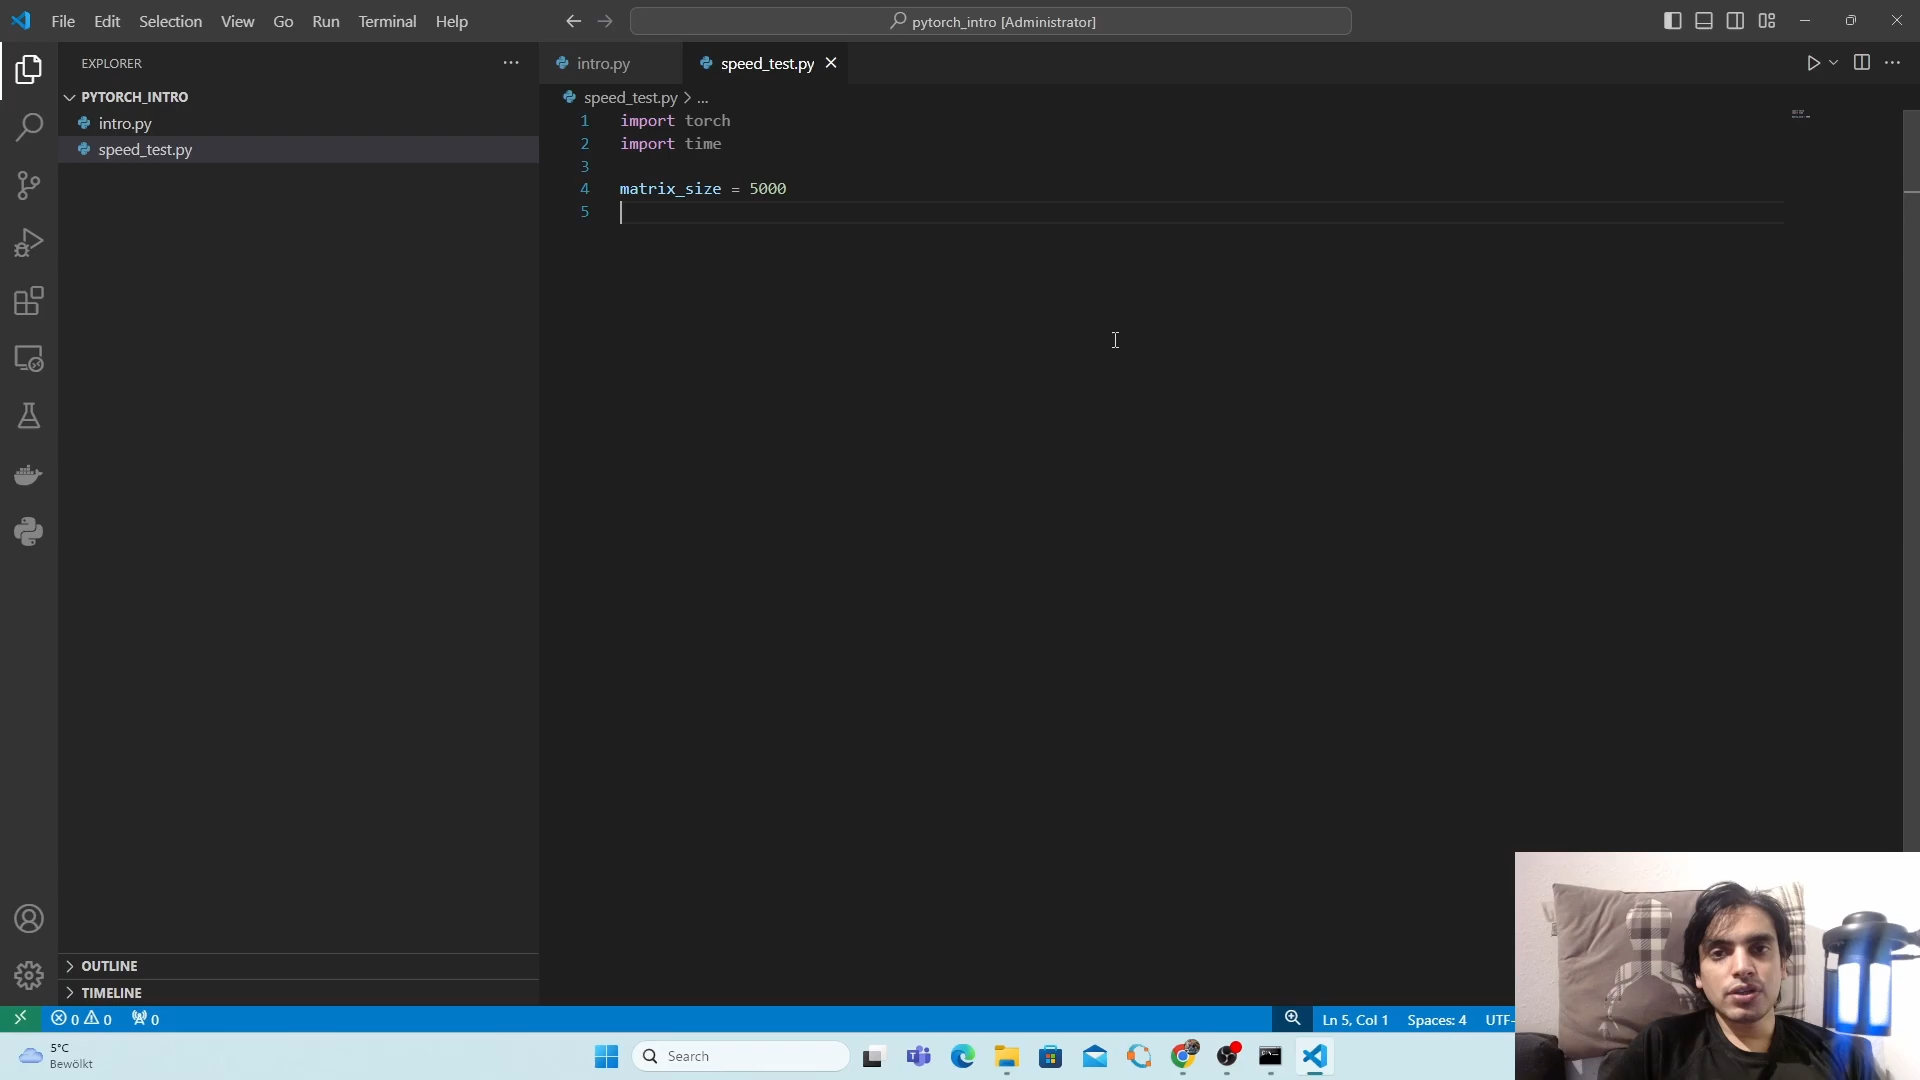 File Edit Selection View Go Run Terminal Help
pytorch_intro [Administrator]
EXPLORER
PYTORCH_INTRO
intro.py
speed_test.py
OUTLINE
TIMELINE
intro.py
speed_test.py
speed_test.py > ...
1 import torch
2 import time
3
4 matrix_size = 5000
5
0 0 0
Ln 5, Col 1 Spaces: 4 UTF-
5°C
Bewölkt
Search